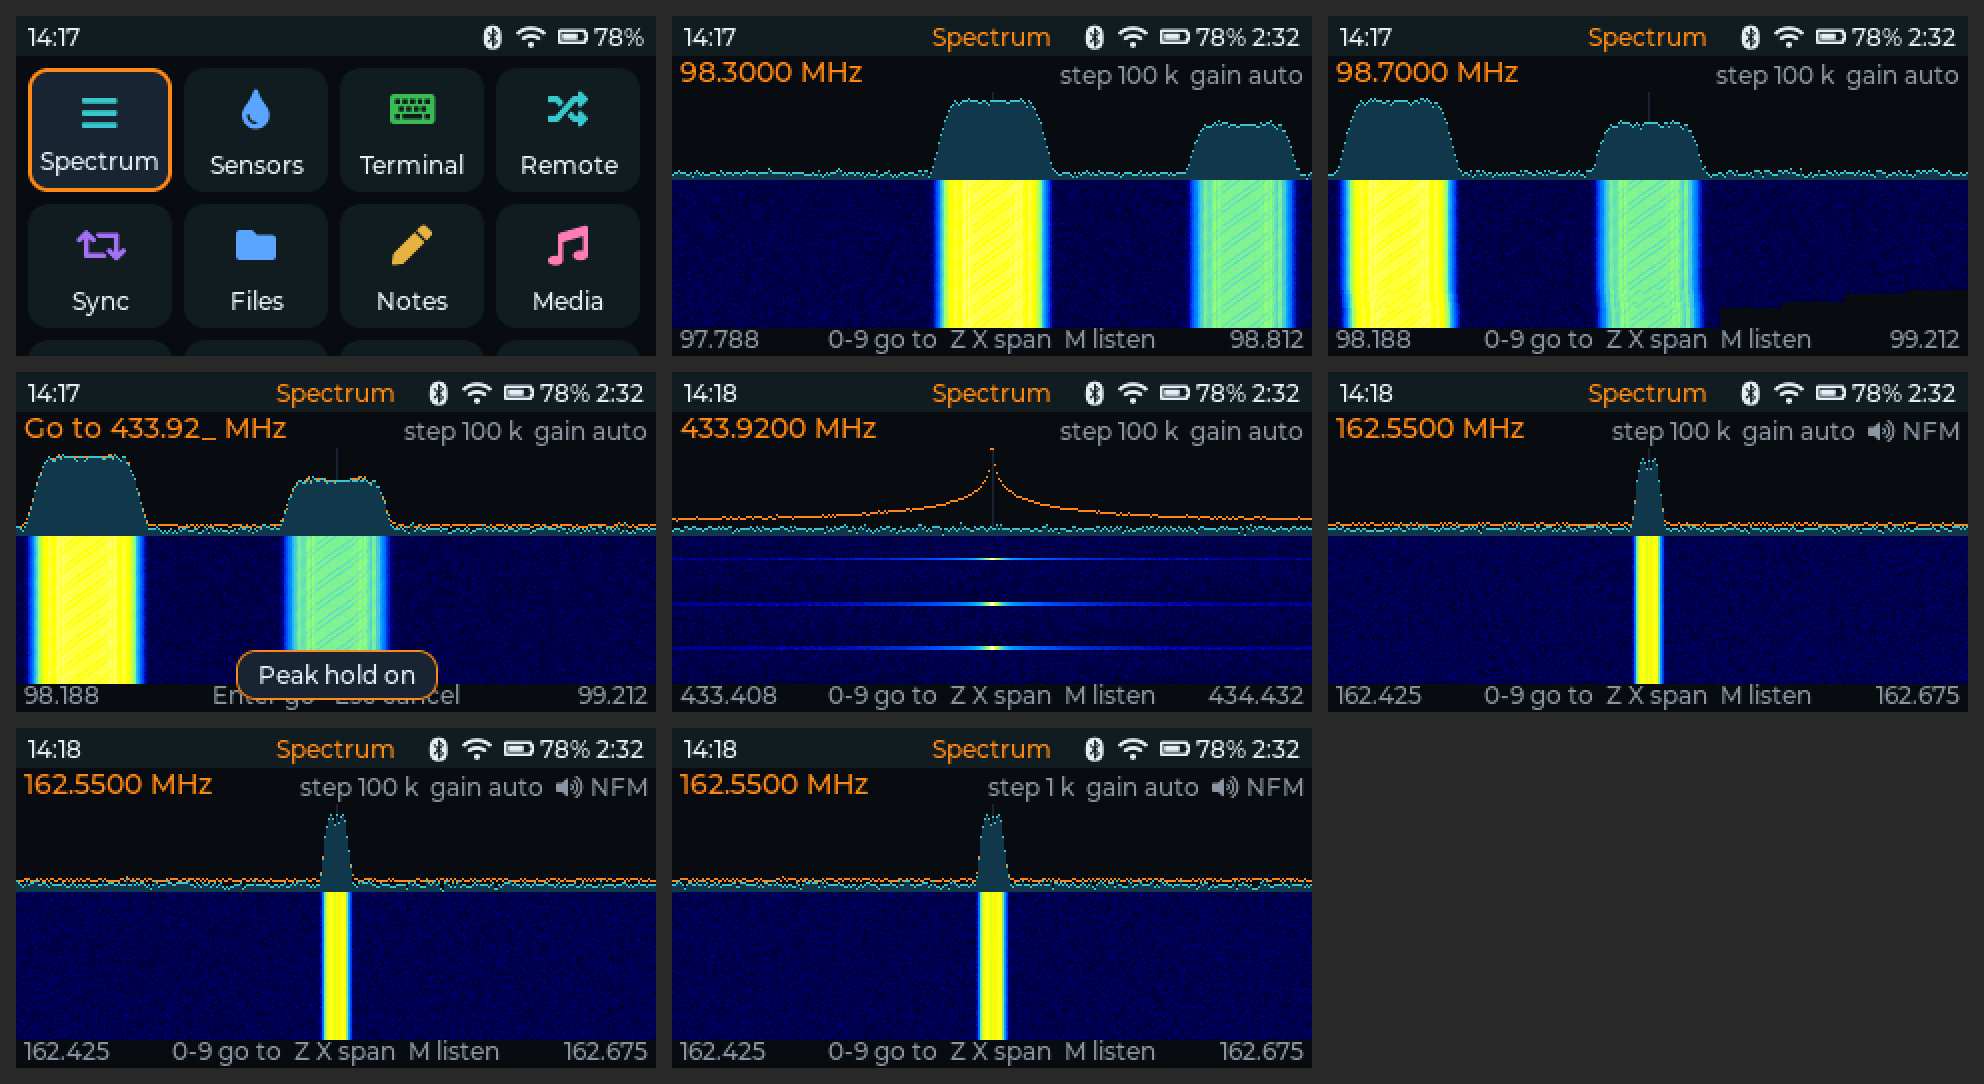 14:17 78%
Spectrum Sensors Terminal Remote
Sync Files Notes Media
14:17 Spectrum 78% 2:32
98.3000 MHz step 100 k gain auto
97.788 0-9 go to Z X span M listen 98.812
14:17 Spectrum 78% 2:32
98.7000 MHz step 100 k gain auto
98.188 0-9 go to Z X span M listen 99.212
14:17 Spectrum 78% 2:32
Go to 433.92_ MHz step 100 k gain auto
Peak hold on
98.188 99.212
14:18 Spectrum 78% 2:32
433.9200 MHz step 100 k gain auto
433.408 0-9 go to Z X span M listen 434.432
14:18 Spectrum 78% 2:32
162.5500 MHz step 100 k gain auto NFM
162.425 0-9 go to Z X span M listen 162.675
14:18 Spectrum 78% 2:32
162.5500 MHz step 100 k gain auto NFM
162.425 0-9 go to Z X span M listen 162.675
14:18 Spectrum 78% 2:32
162.5500 MHz step 1 k gain auto NFM
162.425 0-9 go to Z X span M listen 162.675